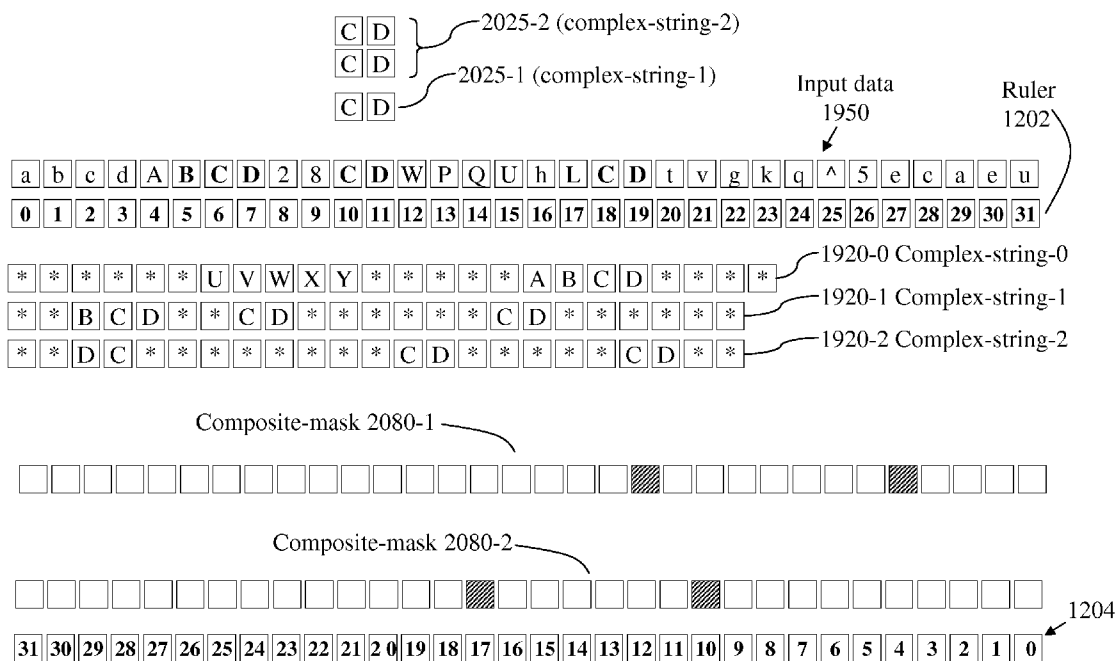 C D 2025-2 (complex-string-2)
C D
C D 2025-1 (complex-string-1)
Input data
1950
Ruler
1202
a b c d A B C D 2 8 C D W P Q U h L C D t v g k q ^ 5 e c a e u
0 1 2 3 4 5 6 7 8 9 10 11 12 13 14 15 16 17 18 19 20 21 22 23 24 25 26 27 28 29 30 31
* * * * * * U V W X Y * * * * * A B C D * * * * 1920-0 Complex-string-0
* * B C D * * C D * * * * * * C D * * * * * * 1920-1 Complex-string-1
* * D C * * * * * * * * C D * * * * * C D * * 1920-2 Complex-string-2
Composite-mask 2080-1
Composite-mask 2080-2
1204
31 30 29 28 27 26 25 24 23 22 21 2 0 19 18 17 16 15 14 13 12 11 10 9 8 7 6 5 4 3 2 1 0